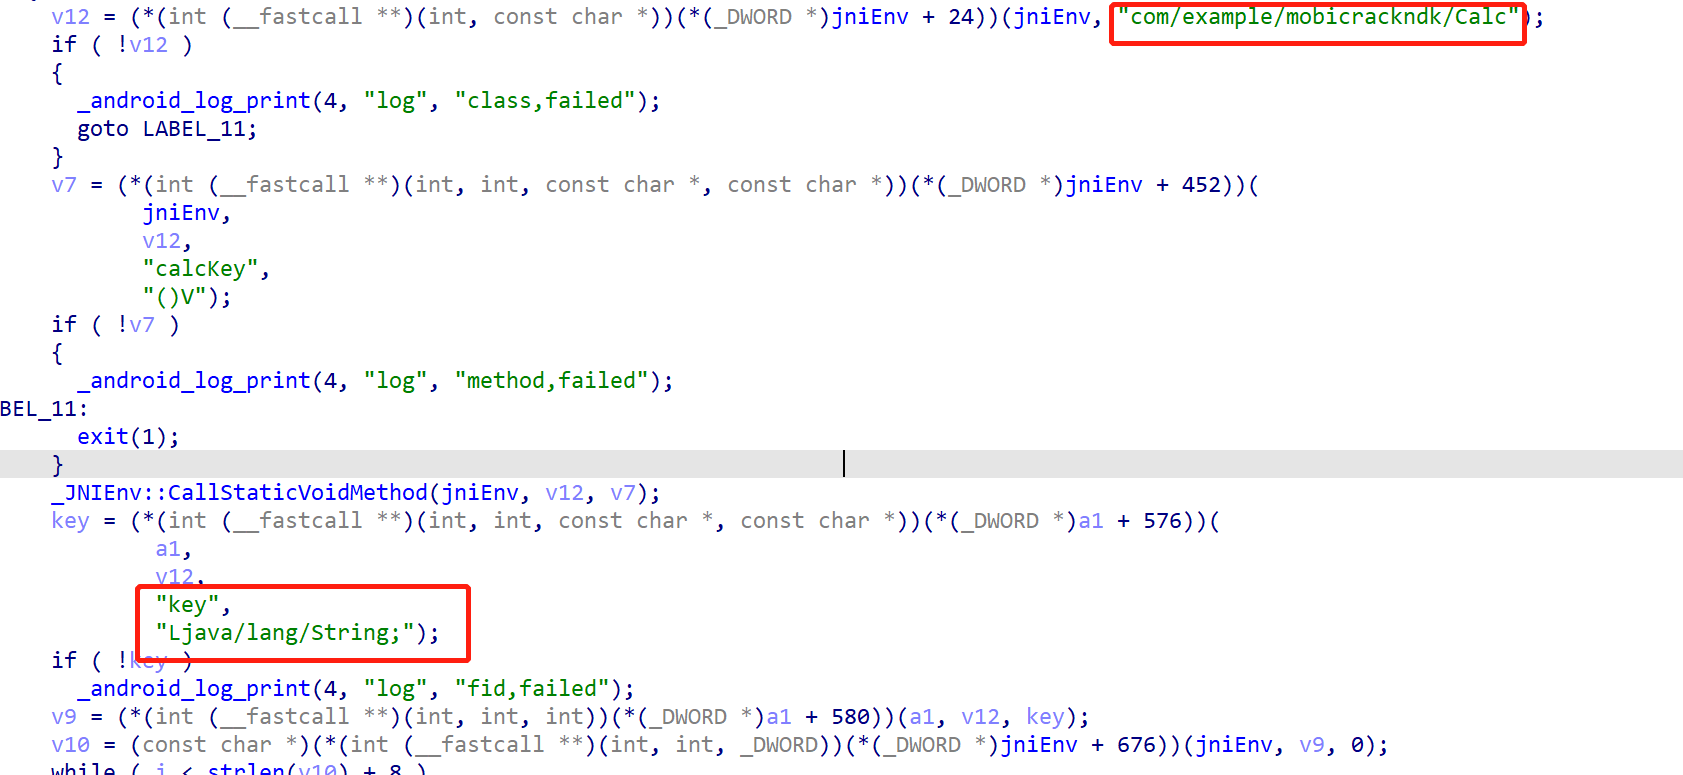 v12 = (*(int (__fastcall **)(int, const char *))(*(_DWORD *)jniEnv + 24))(jniEnv, "com/example/mobicrackndk/Calc");
if ( !v12 )
{
_android_log_print(4, "log", "class,failed");
goto LABEL_11;
}
v7 = (*(int (__fastcall **)(int, int, const char *, const char *))(*(_DWORD *)jniEnv + 452))(
jniEnv,
v12,
"calcKey",
"()V");
if ( !v7 )
{
_android_log_print(4, "log", "method,failed");
BEL_11:
exit(1);
}
_JNIEnv::CallStaticVoidMethod(jniEnv, v12, v7);
key = (*(int (__fastcall **)(int, int, const char *, const char *))(*(_DWORD *)a1 + 576))(
a1,
v12,
"key",
"Ljava/lang/String;");
if ( !key )
_android_log_print(4, "log", "fid,failed");
v9 = (*(int (__fastcall **)(int, int, int))(*(_DWORD *)a1 + 580))(a1, v12, key);
v10 = (const char *)(*(int (__fastcall **)(int, int, _DWORD))(*(_DWORD *)jniEnv + 676))(jniEnv, v9, 0);
while ( i < strlen(v10) + 8 )